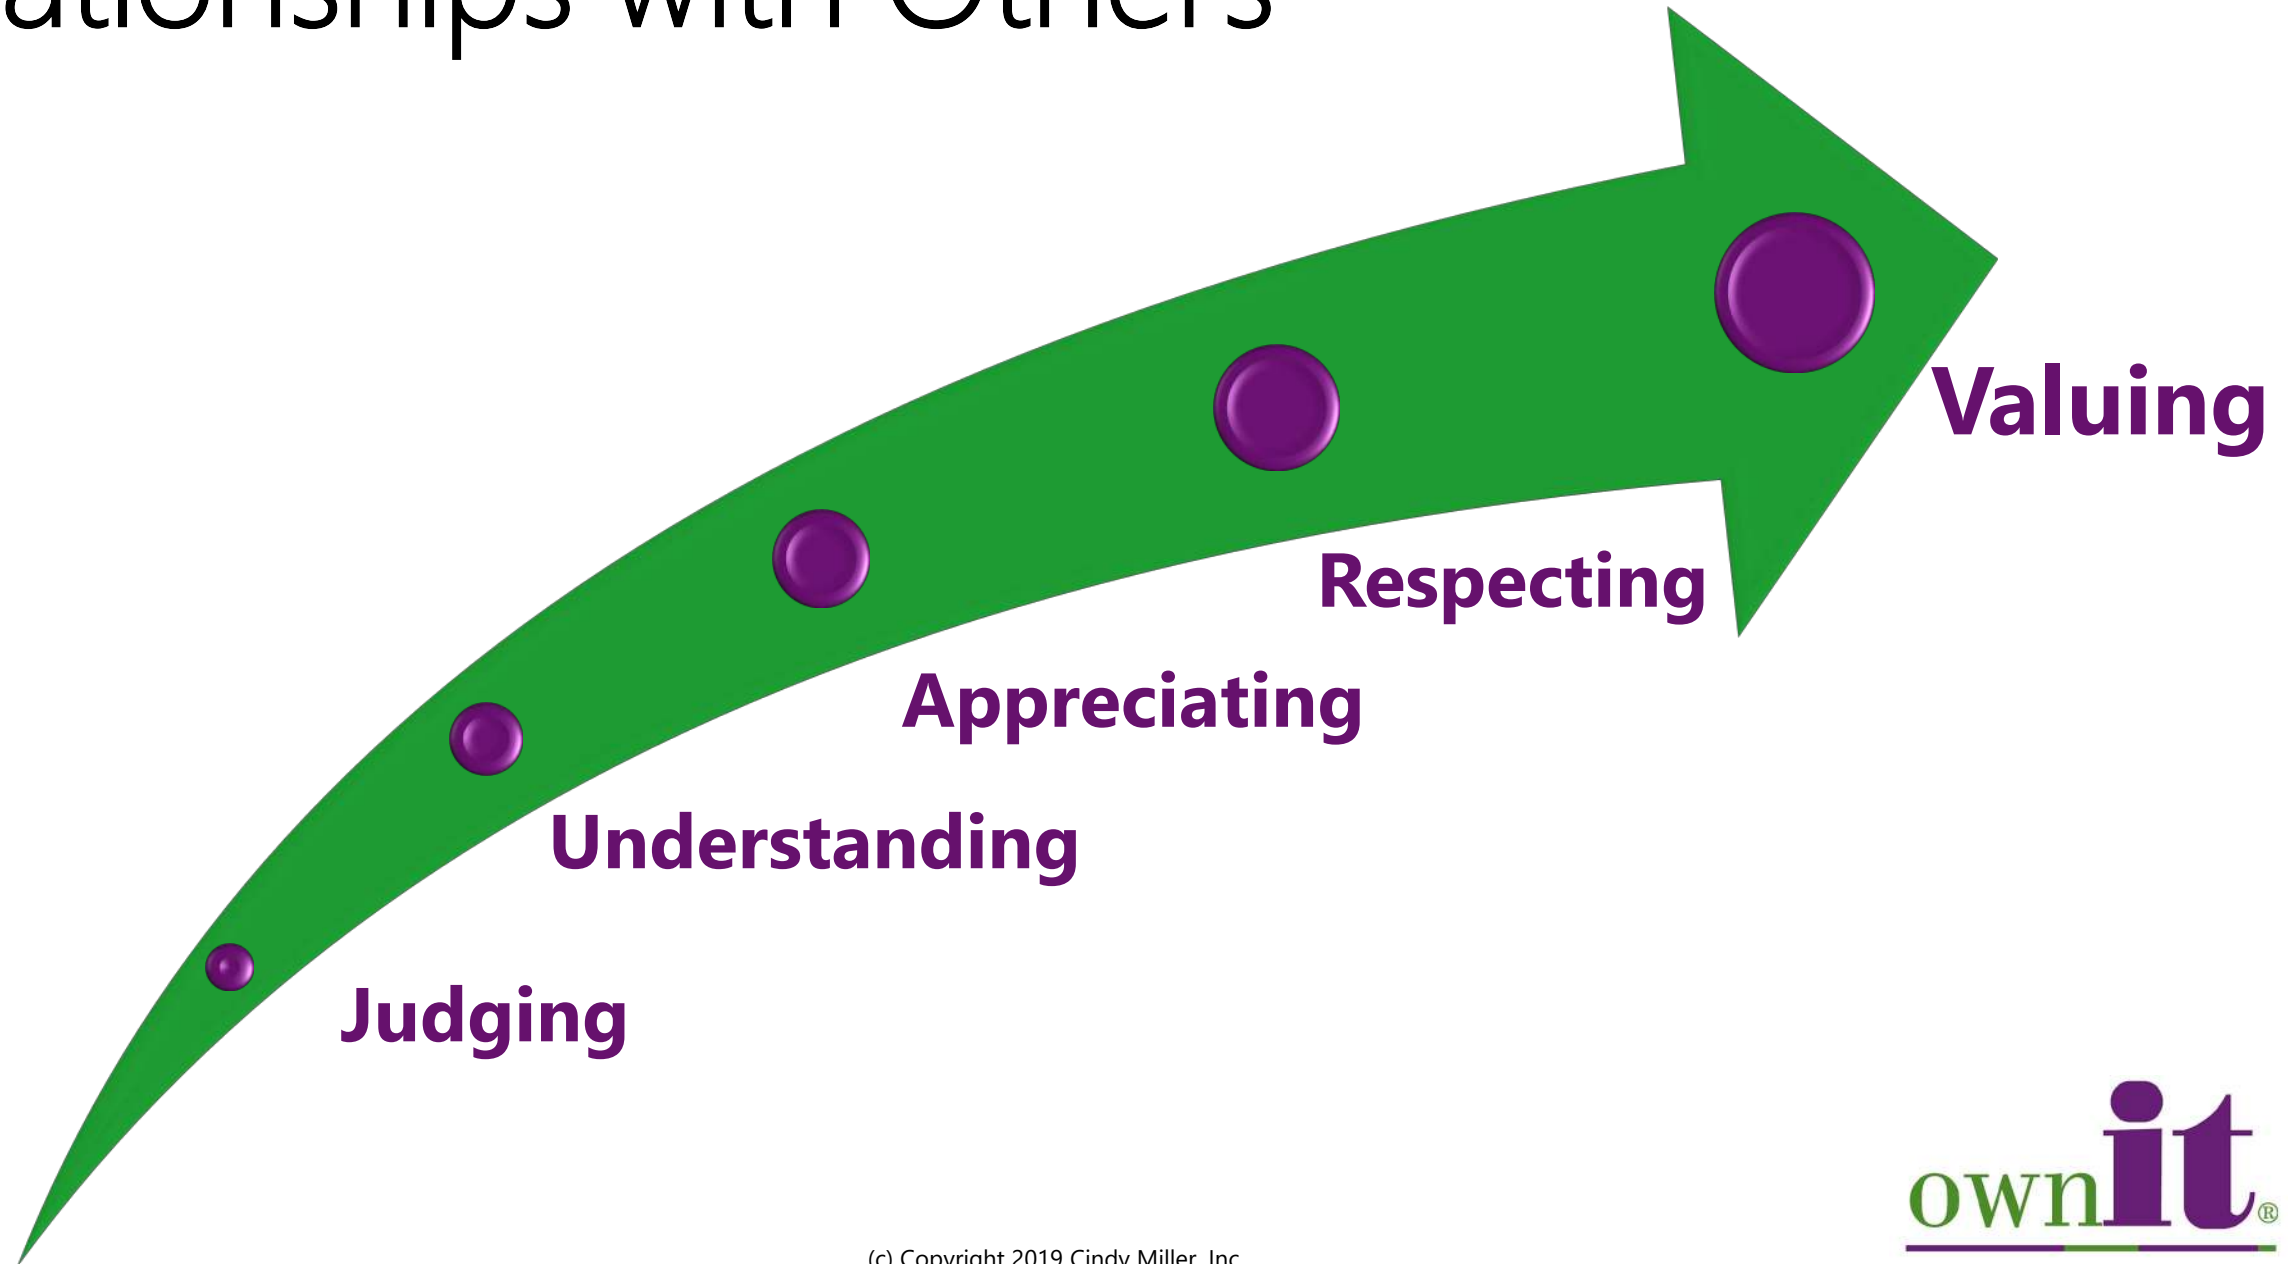 ationships with Others
Valuing
Respecting
Appreciating
Understanding
Judging
ownit®
(c) Copyright 2019 Cindy Miller, Inc